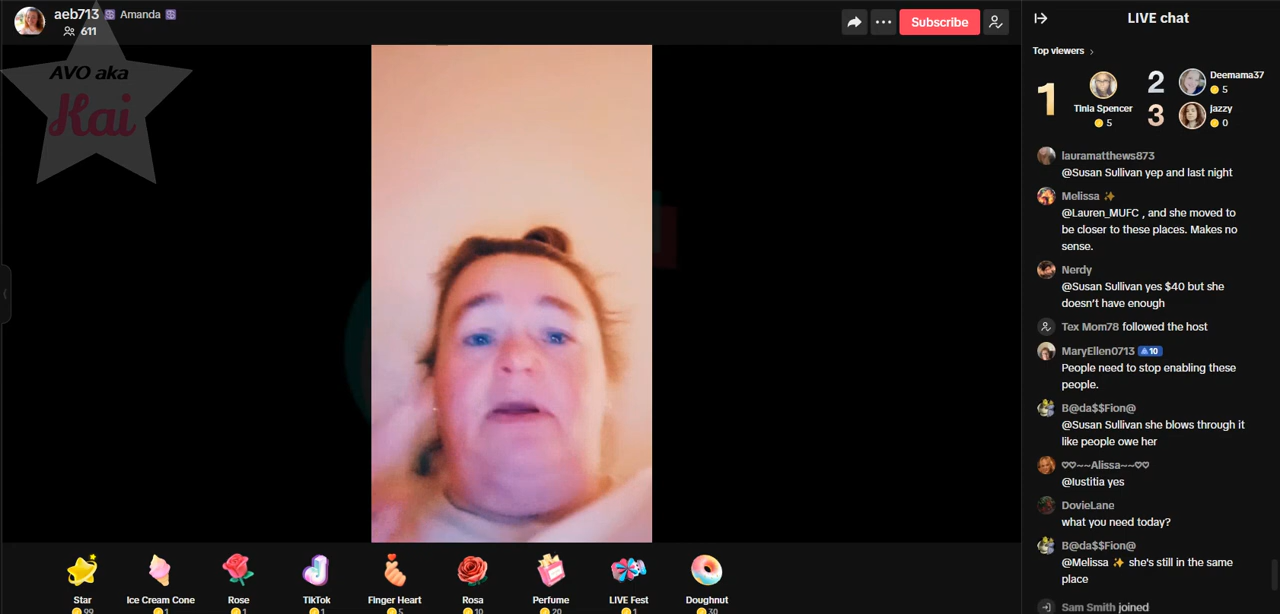 aeb713 Amanda
611
Subscribe
AVO aka
Kai
LIVE chat
Top viewers
1
Tinia Spencer
5
2
Deemama37
5
3
jazzy
0
lauramatthews873
@Susan Sullivan yep and last night
Melissa ✨
@Lauren_MUFC , and she moved to
be closer to these places. Makes no
sense.
Nerdy
@Susan Sullivan yes $40 but she
doesn't have enough
Tex Mom78 followed the host
MaryEllen0713 10
People need to stop enabling these
people.
B@da$$Fion@
@Susan Sullivan she blows through it
like people owe her
♡♡~~Alissa~~♡♡
@Iustitia yes
DovieLane
what you need today?
B@da$$Fion@
@Melissa ✨ she's still in the same
place
Sam Smith joined
Star
99
Ice Cream Cone
1
Rose
1
TikTok
1
Finger Heart
5
Rosa
10
Perfume
20
LIVE Fest
1
Doughnut
30